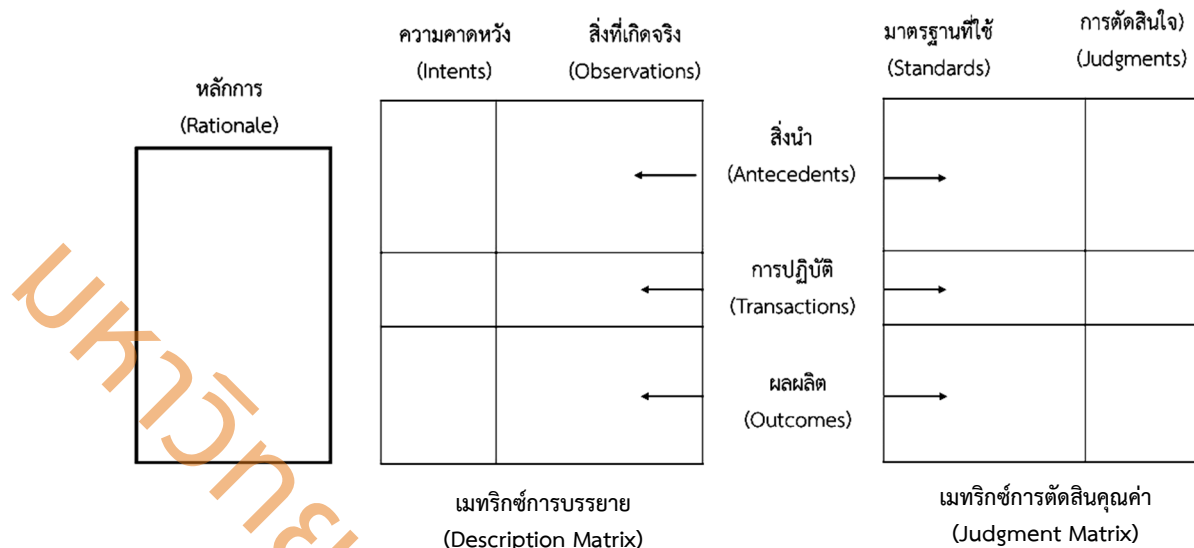 หลักการ
(Rationale)
ความคาดหวัง
(Intents)
สิ่งที่เกิดจริง
(Observations)
สิ่งนำ
(Antecedents)
การปฏิบัติ
(Transactions)
ผลผลิต
(Outcomes)
มาตรฐานที่ใช้
(Standards)
การตัดสินใจ)
(Judgments)
เมทริกซ์การบรรยาย
(Description Matrix)
เมทริกซ์การตัดสินคุณค่า
(Judgment Matrix)